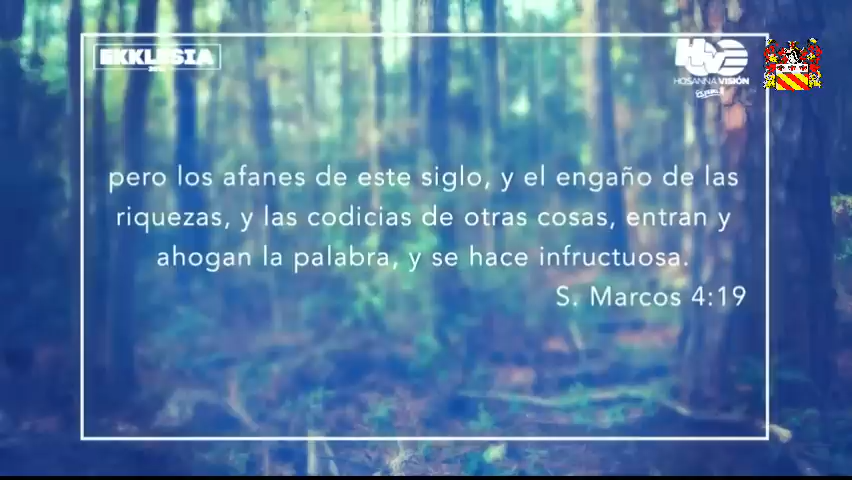 EKKLESIA
HOSANNA VISIÓN
pero los afanes de este siglo, y el engaño de las
riquezas, y las codicias de otras cosas, entran y
ahogan la palabra, y se hace infructuosa.
S. Marcos 4:19